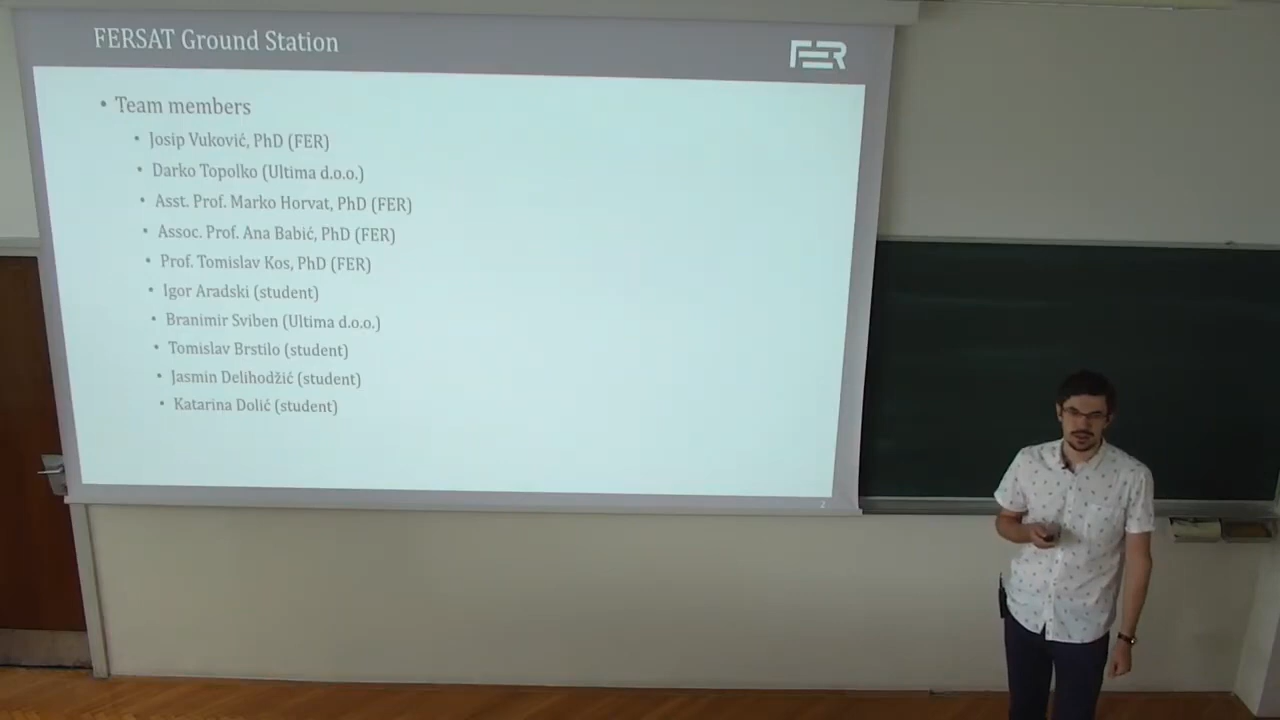 FERSAT Ground Station
FER
• Team members
• Josip Vuković, PhD (FER)
• Darko Topolko (Ultima d.o.o.)
• Asst. Prof. Marko Horvat, PhD (FER)
• Assoc. Prof. Ana Babić, PhD (FER)
• Prof. Tomislav Kos, PhD (FER)
• Igor Aradski (student)
• Branimir Sviben (Ultima d.o.o.)
• Tomislav Brstilo (student)
• Jasmin Delihodžić (student)
• Katarina Dolić (student)
2